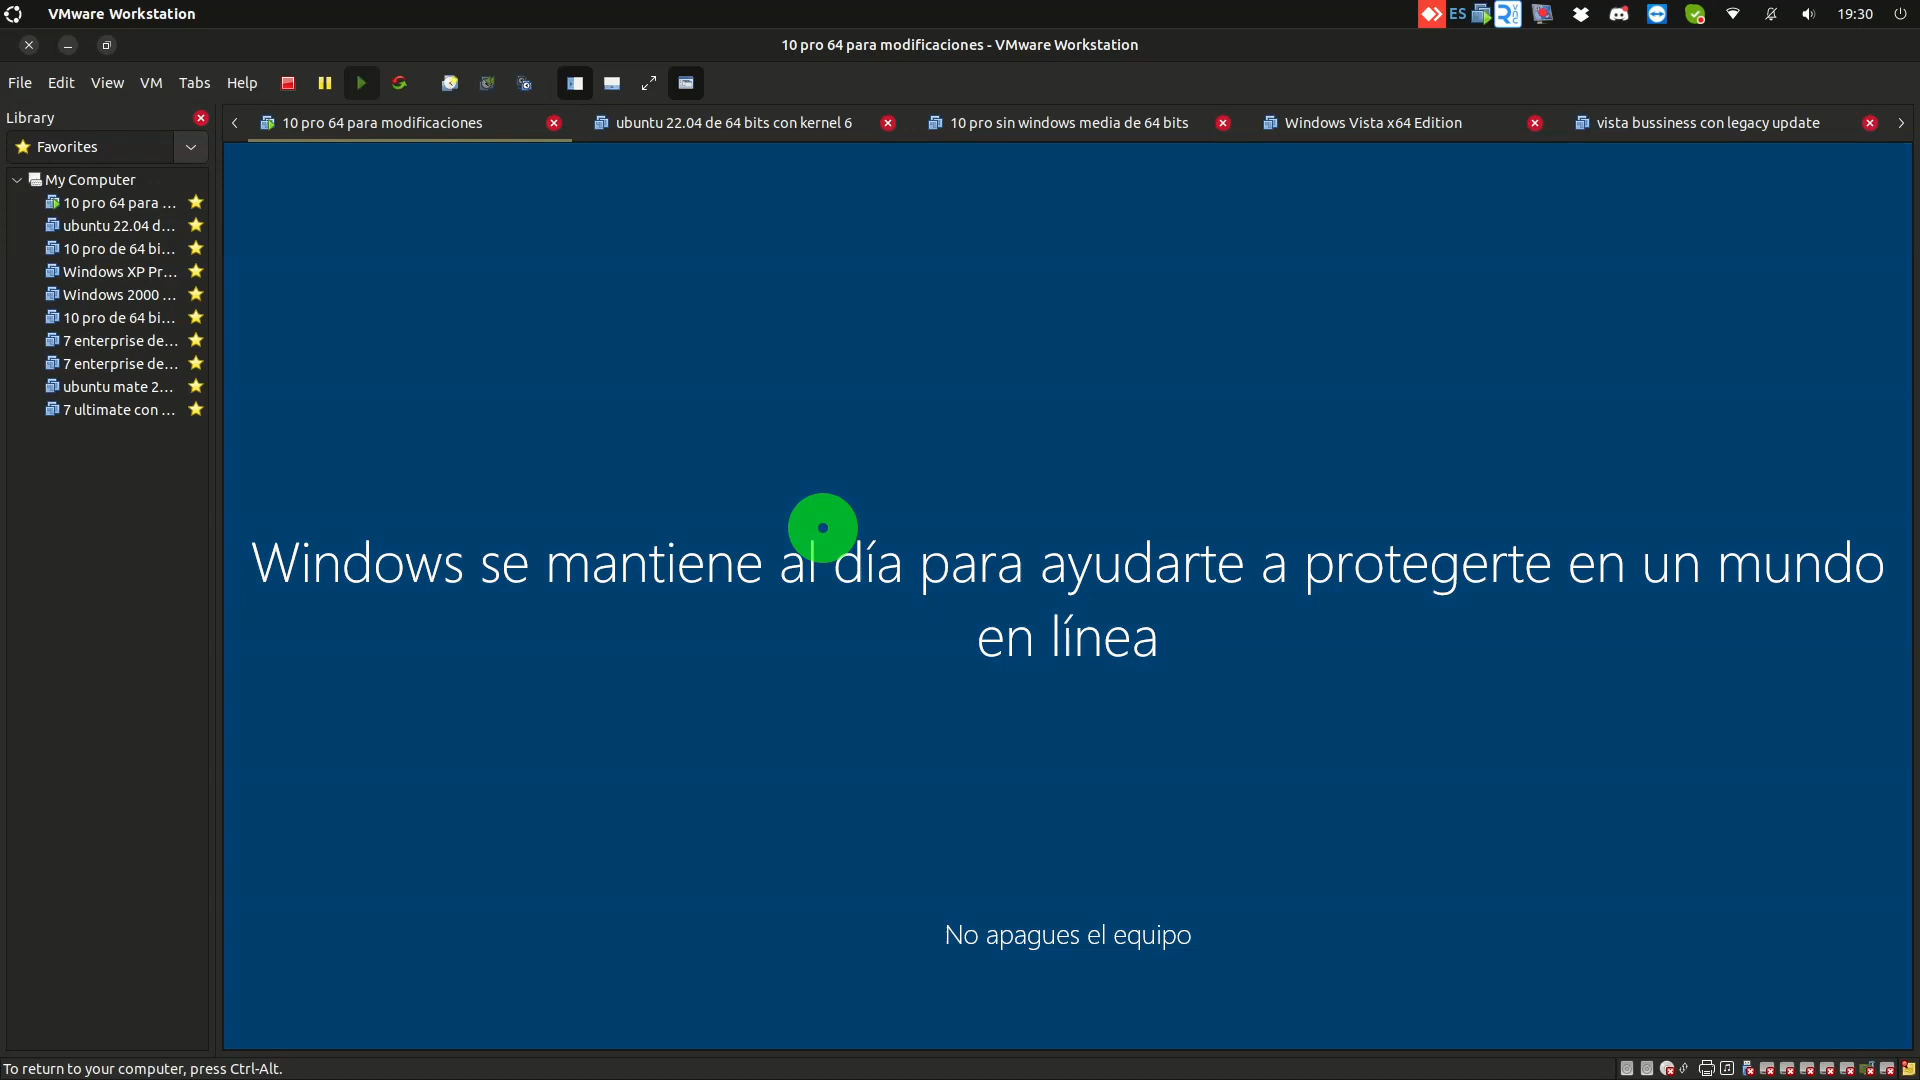 VMware Workstation
ES
19:30
10 pro 64 para modificaciones - VMware Workstation
File Edit View VM Tabs Help
Library
Favorites
My Computer
10 pro 64 para ...
ubuntu 22.04 d...
10 pro de 64 bi...
Windows XP Pr...
Windows 2000 ...
10 pro de 64 bi...
7 enterprise de...
7 enterprise de...
ubuntu mate 2...
7 ultimate con ...
10 pro 64 para modificaciones
ubuntu 22.04 de 64 bits con kernel 6
10 pro sin windows media de 64 bits
Windows Vista x64 Edition
vista bussiness con legacy update
Windows se mantiene al día para ayudarte a protegerte en un mundo
en línea
No apagues el equipo
To return to your computer, press Ctrl-Alt.